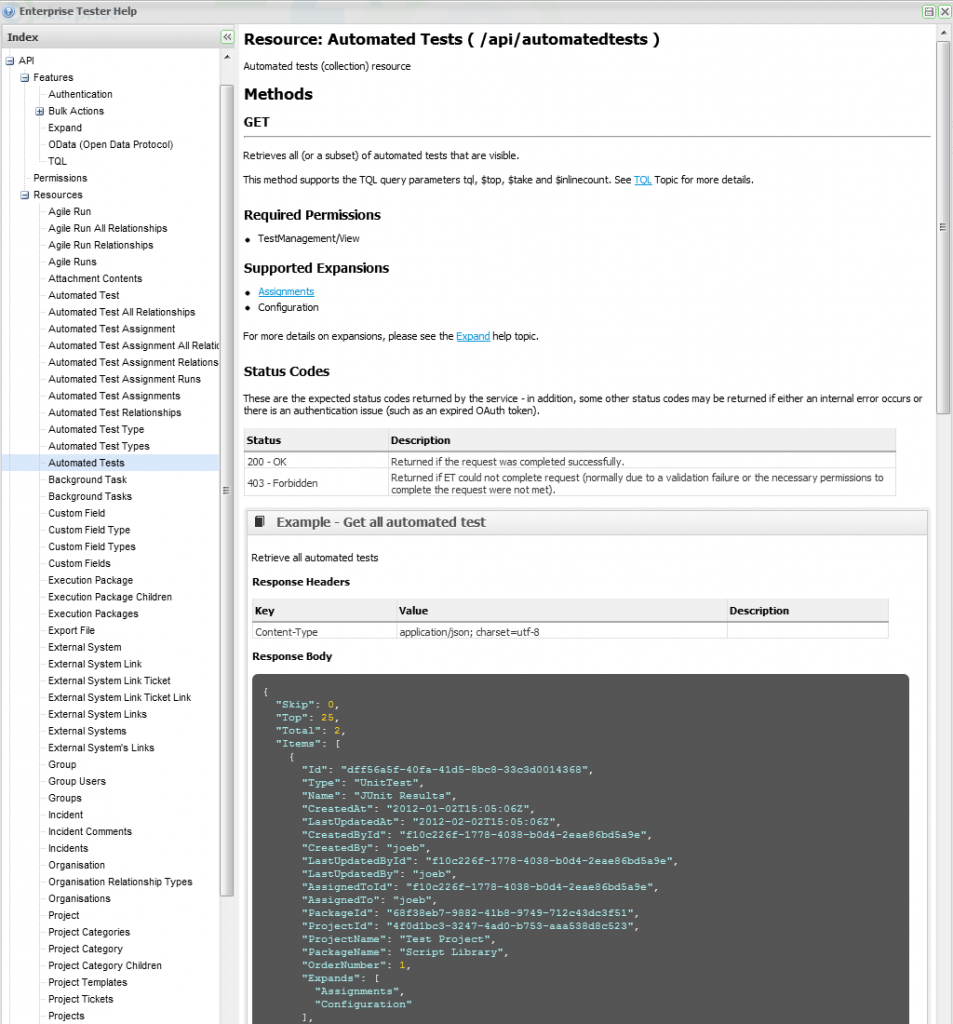 Enterprise Tester Help
Index
API
Features
Authentication
Bulk Actions
Expand
OData (Open Data Protocol)
TQL
Permissions
Resources
Agile Run
Agile Run All Relationships
Agile Run Relationships
Agile Runs
Attachment Contents
Automated Test
Automated Test All Relationships
Automated Test Assignment
Automated Test Assignment All Relatio
Automated Test Assignment Relations
Automated Test Assignment Runs
Automated Test Assignments
Automated Test Relationships
Automated Test Type
Automated Test Types
Automated Tests
Background Task
Background Tasks
Custom Field
Custom Field Type
Custom Field Types
Custom Fields
Execution Package
Execution Package Children
Execution Packages
Export File
External System
External System Link
External System Link Ticket
External System Link Ticket Link
External System Links
External Systems
External System's Links
Group
Group Users
Groups
Incident
Incident Comments
Incidents
Organisation
Organisation Relationship Types
Organisations
Project
Project Categories
Project Category
Project Category Children
Project Templates
Project Tickets
Projects
Resource: Automated Tests ( /api/automatedtests )
Automated tests (collection) resource
Methods
GET
Retrieves all (or a subset) of automated tests that are visible.
This method supports the TQL query parameters tql, $top, $take and $inlinecount. See TQL Topic for more details.
Required Permissions
• TestManagement/View
Supported Expansions
• Assignments
• Configuration
For more details on expansions, please see the Expand help topic.
Status Codes
These are the expected status codes returned by the service - in addition, some other status codes may be returned if either an internal error occurs or
there is an authentication issue (such as an expired OAuth token).
Status Description
200 - OK Returned if the request was completed successfully.
403 - Forbidden Returned if ET could not complete request (normally due to a validation failure or the necessary permissions to
complete the request were not met).
Example - Get all automated test
Retrieve all automated tests
Response Headers
Key Value Description
Content-Type application/json; charset=utf-8
Response Body
{
"Skip": 0,
"Top": 25,
"Total": 2,
"Items": [
{
"Id": "dff56a5f-40fa-41d5-8bc8-33c3d0014368",
"Type": "UnitTest",
"Name": "JUnit Results",
"CreatedAt": "2012-01-02T15:05:06Z",
"LastUpdatedAt": "2012-02-02T15:05:06Z",
"CreatedById": "f10c226f-1778-4038-b0d4-2eae86bd5a9e",
"CreatedBy": "joeb",
"LastUpdatedById": "f10c226f-1778-4038-b0d4-2eae86bd5a9e",
"LastUpdatedBy": "joeb",
"AssignedToId": "f10c226f-1778-4038-b0d4-2eae86bd5a9e",
"AssignedTo": "joeb",
"PackageId": "68f38eb7-9882-41b8-9749-712c43dc3f51",
"ProjectId": "4f0d1bc3-3247-4ad0-b753-aaa538d8c523",
"ProjectName": "Test Project",
"PackageName": "Script Library",
"OrderNumber": 1,
"Expands": [
"Assignments",
"Configuration"
],